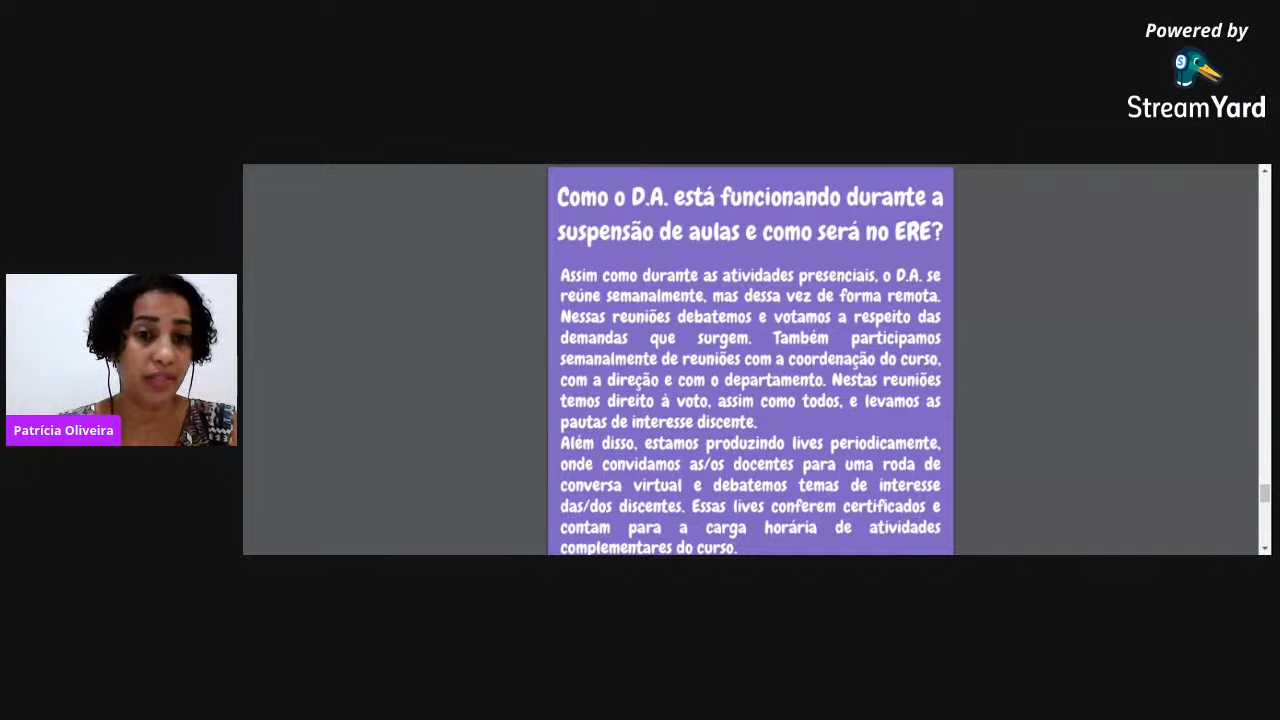 Powered by
StreamYard
Como o D.A. está funcionando durante a
suspensão de aulas e como será no ERE?
Assim como durante as atividades presenciais, o D.A. se
reúne semanalmente, mas dessa vez de forma remota.
Nessas reuniões debatemos e votamos a respeito das
demandas que surgem. Também participamos
semanalmente de reuniões com a coordenação do curso,
com a direção e com o departamento. Nestas reuniões
temos direito à voto, assim como todos, e levamos as
pautas de interesse discente.
Além disso, estamos produzindo lives periodicamente,
onde convidamos as/os docentes para uma roda de
conversa virtual e debatemos temas de interesse
das/dos discentes. Essas lives conferem certificados e
contam para a carga horária de atividades
complementares do curso.
Patrícia Oliveira